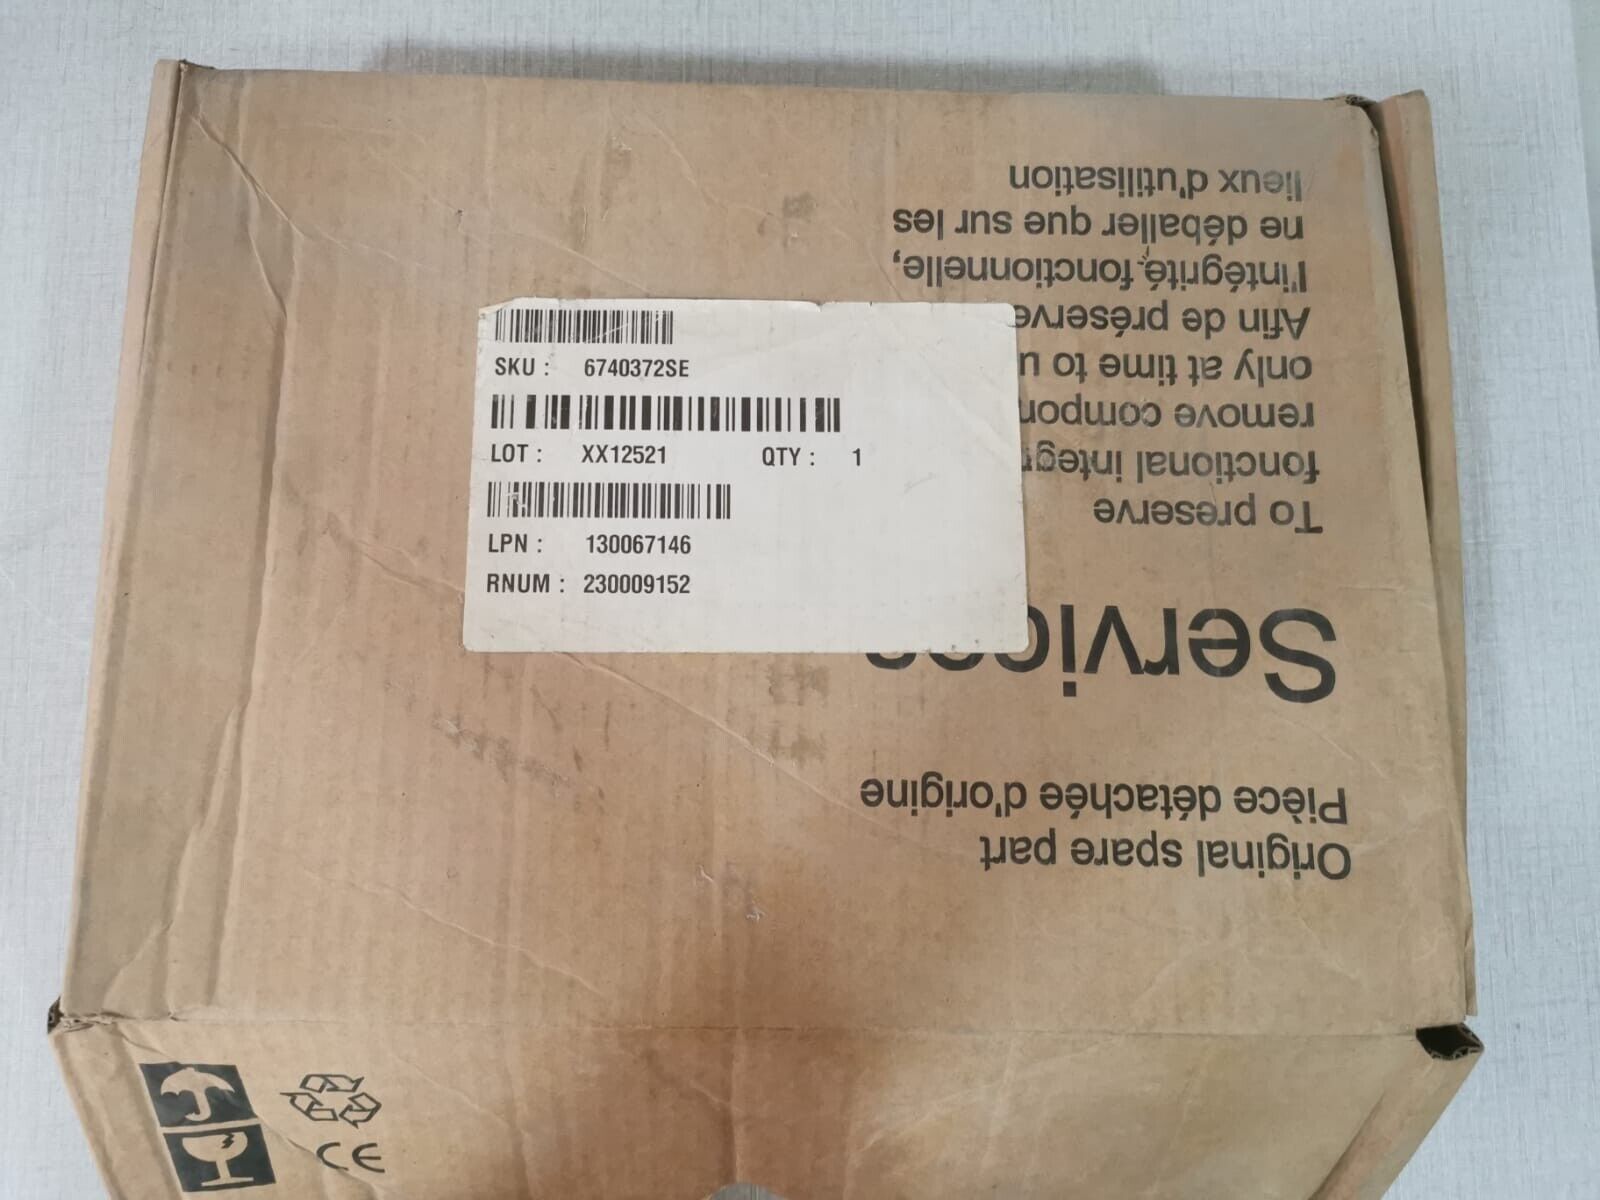 SKU : 6740372SE
LOT : XX12521 QTY : 1
LPN : 130067146
RNUM : 230009152
Original spare part
Pièce détachée d'origine
Services
To preserve
fonctional integr
remove compon
only at time to u
Afin de préserve
l'intégrité fonctionnelle,
ne déballer que sur les
lieux d'utilisation
CE